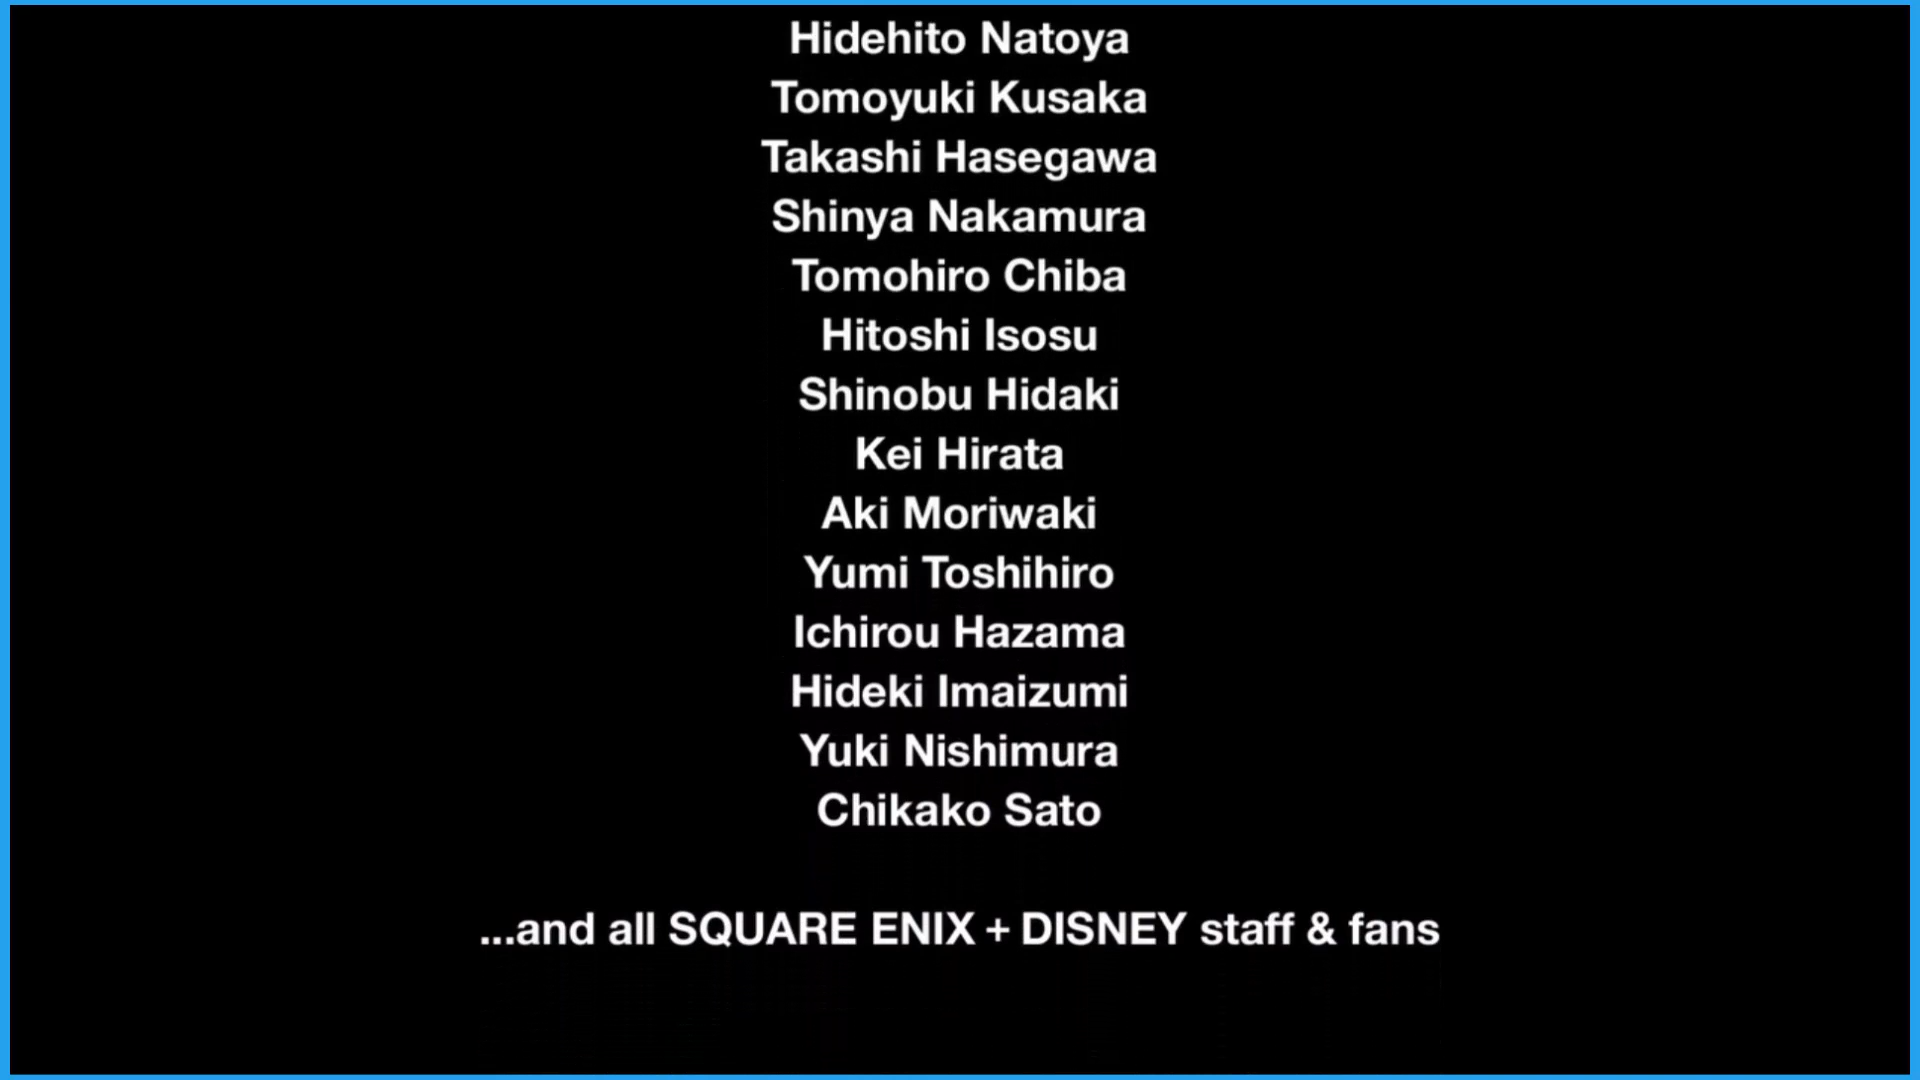 Hidehito Natoya
Tomoyuki Kusaka
Takashi Hasegawa
Shinya Nakamura
Tomohiro Chiba
Hitoshi Isosu
Shinobu Hidaki
Kei Hirata
Aki Moriwaki
Yumi Toshihiro
Ichirou Hazama
Hideki Imaizumi
Yuki Nishimura
Chikako Sato
...and all SQUARE ENIX + DISNEY staff & fans